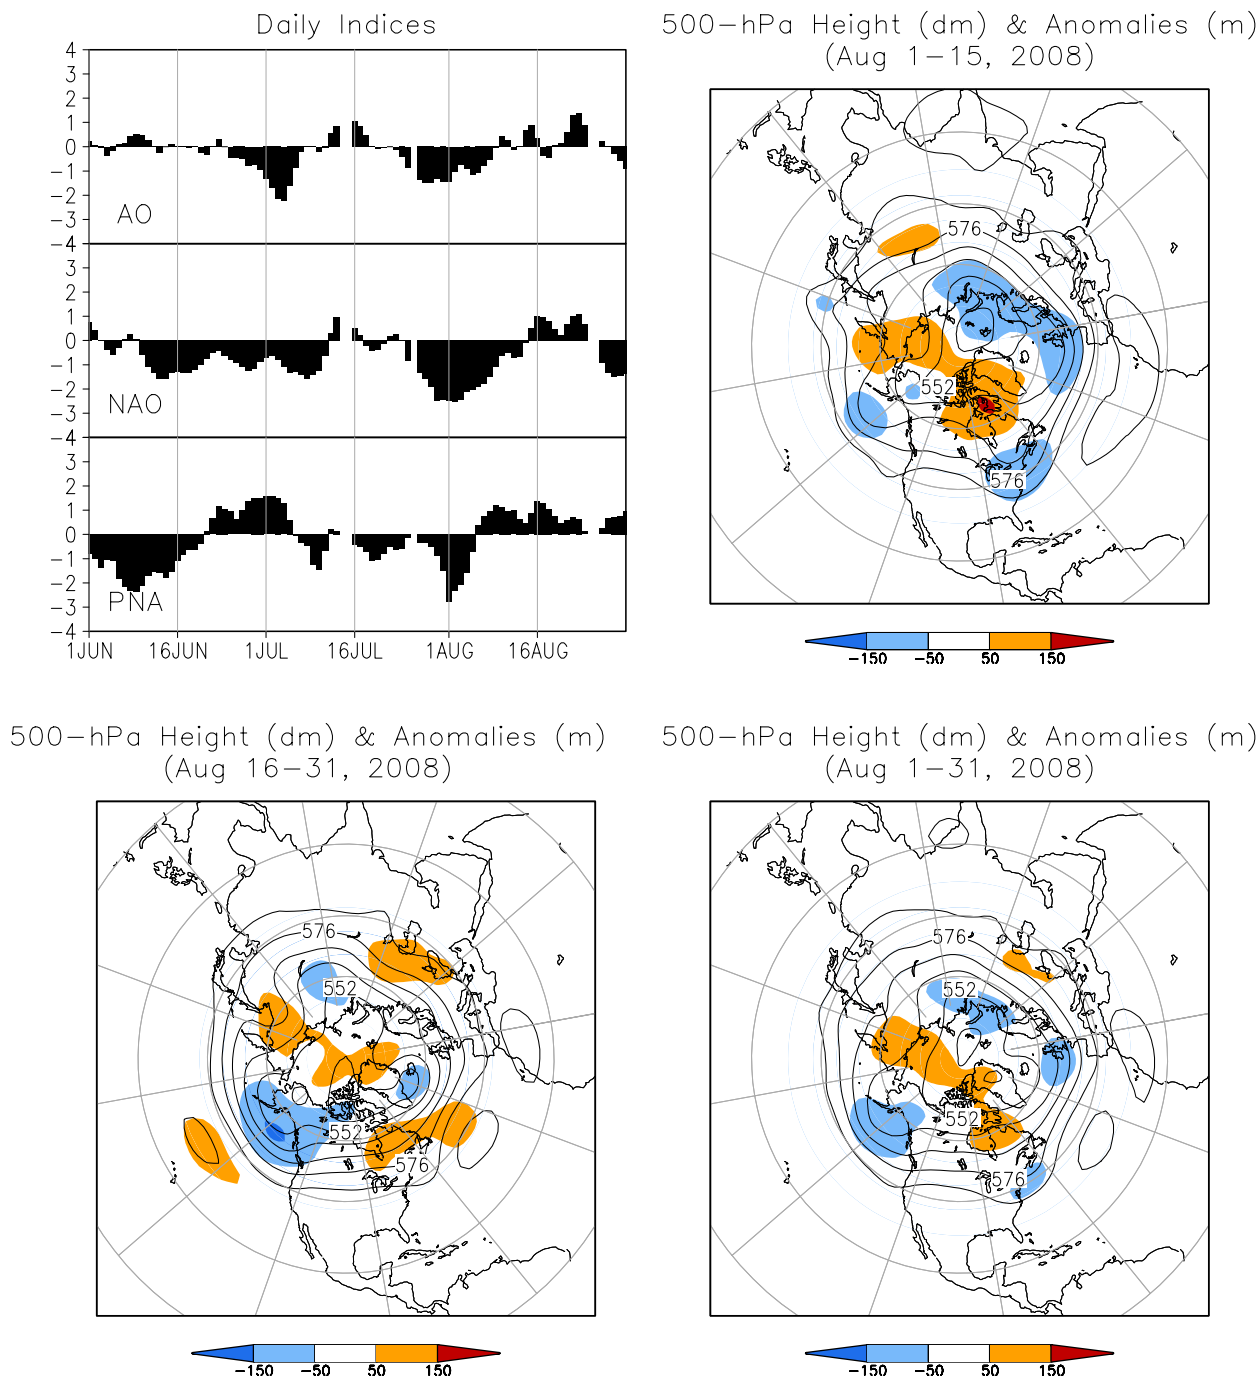 Daily Indices
4
3
2
1
0
−1
−2
−3
−4
AO
3
2
1
0
−1
−2
−3
−4
NAO
3
2
1
0
−1
−2
−3
−4
PNA
1JUN 16JUN 1JUL 16JUL 1AUG 16AUG
500−hPa Height (dm) & Anomalies (m)
(Aug 1−15, 2008)
576
552
576
−150 −50 50 150
500−hPa Height (dm) & Anomalies (m)
(Aug 16−31, 2008)
576
552
552
576
−150 −50 50 150
500−hPa Height (dm) & Anomalies (m)
(Aug 1−31, 2008)
576
552
552
576
−150 −50 50 150